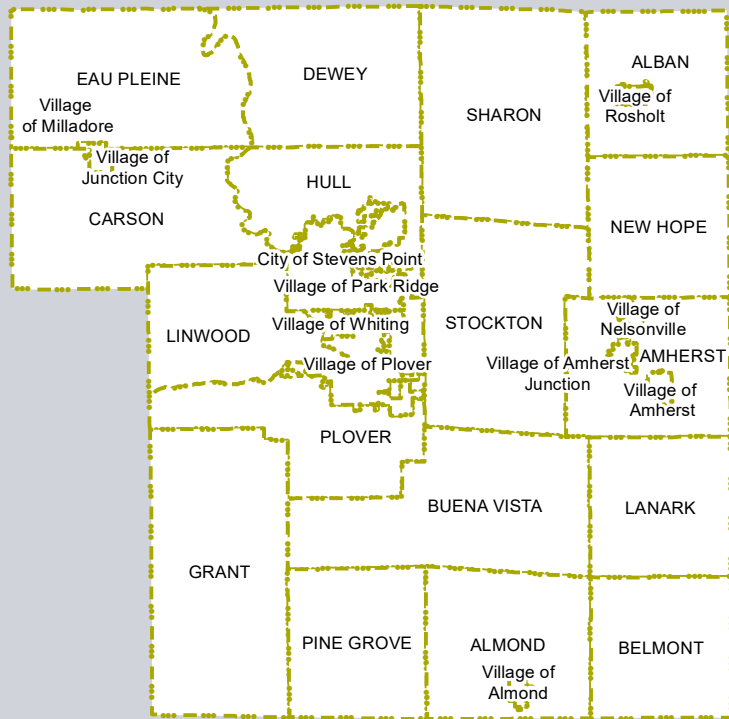 DEWEY
ALBAN
EAU PLEINE
Village of
Rosholt
Village
of Milladore
SHARON
Village of
Junction City
HULL
CARSON
NEW HOPE
City of Stevens Point
Village of Park Ridge
Village of
Nelsonville
Village of Whiting
STOCKTON
LINWOOD
Village of Plover
Village of Amherst
Junction
AMHERST
Village of
Amherst
PLOVER
BUENA VISTA
LANARK
GRANT
PINE GROVE
ALMOND
BELMONT
Village of
Almond